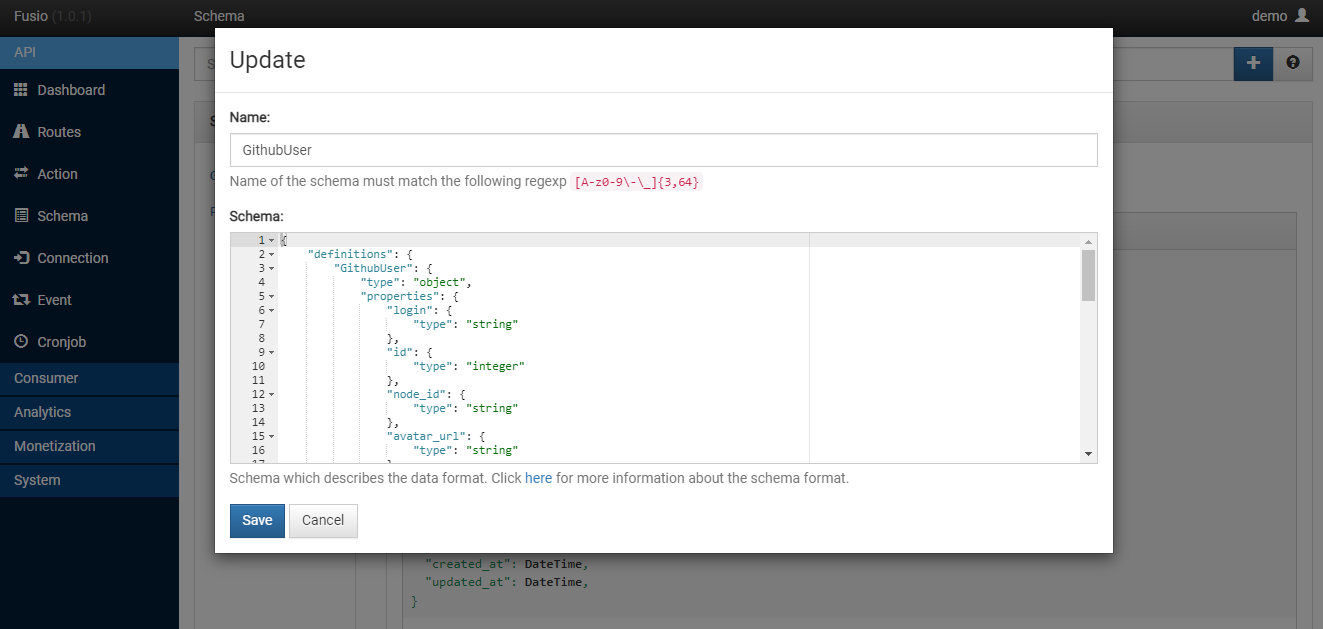 Fusio (1.0.1)
Schema
demo
API
Dashboard
Routes
Action
Schema
Connection
Event
Cronjob
Consumer
Analytics
Monetization
System
Update
Name:
GithubUser
Name of the schema must match the following regexp [A-z0-9\-\_]{3,64}
Schema:
1 {
2 "definitions": {
3 "GithubUser": {
4 "type": "object",
5 "properties": {
6 "login": {
7 "type": "string"
8 },
9 "id": {
10 "type": "integer"
11 },
12 "node_id": {
13 "type": "string"
14 },
15 "avatar_url": {
16 "type": "string"
17
Schema which describes the data format. Click here for more information about the schema format.
Save
Cancel
"created_at": DateTime,
"updated_at": DateTime,
}